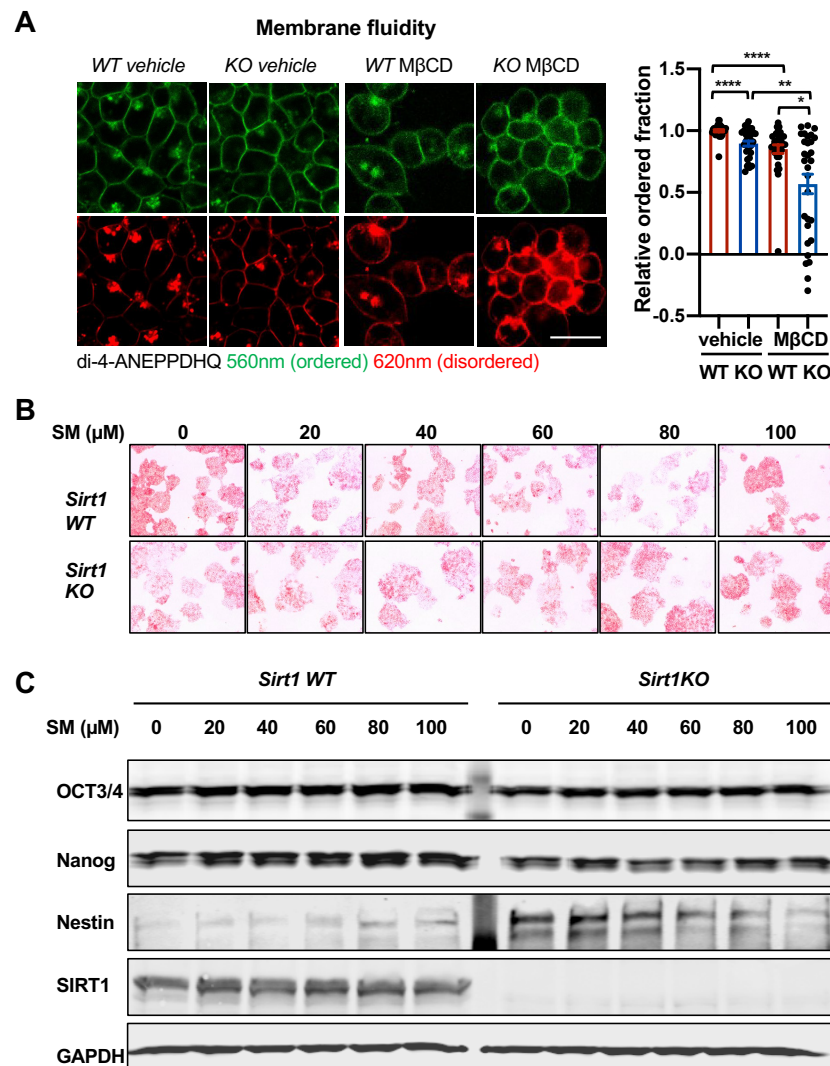 A
Membrane fluidity
WT vehicle KO vehicle WT MβCD KO MβCD
di-4-ANEPPDHQ 560nm (ordered) 620nm (disordered)
Relative ordered fraction
1.5
1.0
0.5
0.0
-0.5
****
**** **
*
vehicle MβCD
WT KO WT KO
B
SM (μM) 0 20 40 60 80 100
Sirt1
WT
Sirt1
KO
C
Sirt1 WT Sirt1KO
SM (μM) 0 20 40 60 80 100 0 20 40 60 80 100
OCT3/4
Nanog
Nestin
SIRT1
GAPDH